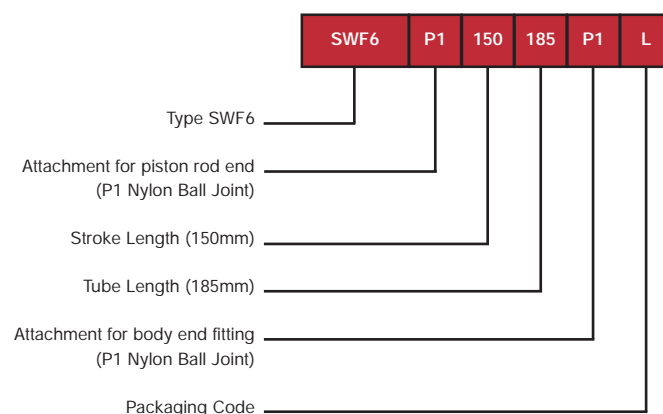 SWF6 P1 150 185 P1 L
Type SWF6
Attachment for piston rod end
(P1 Nylon Ball Joint)
Stroke Length (150mm)
Tube Length (185mm)
Attachment for body end fitting
(P1 Nylon Ball Joint)
Packaging Code